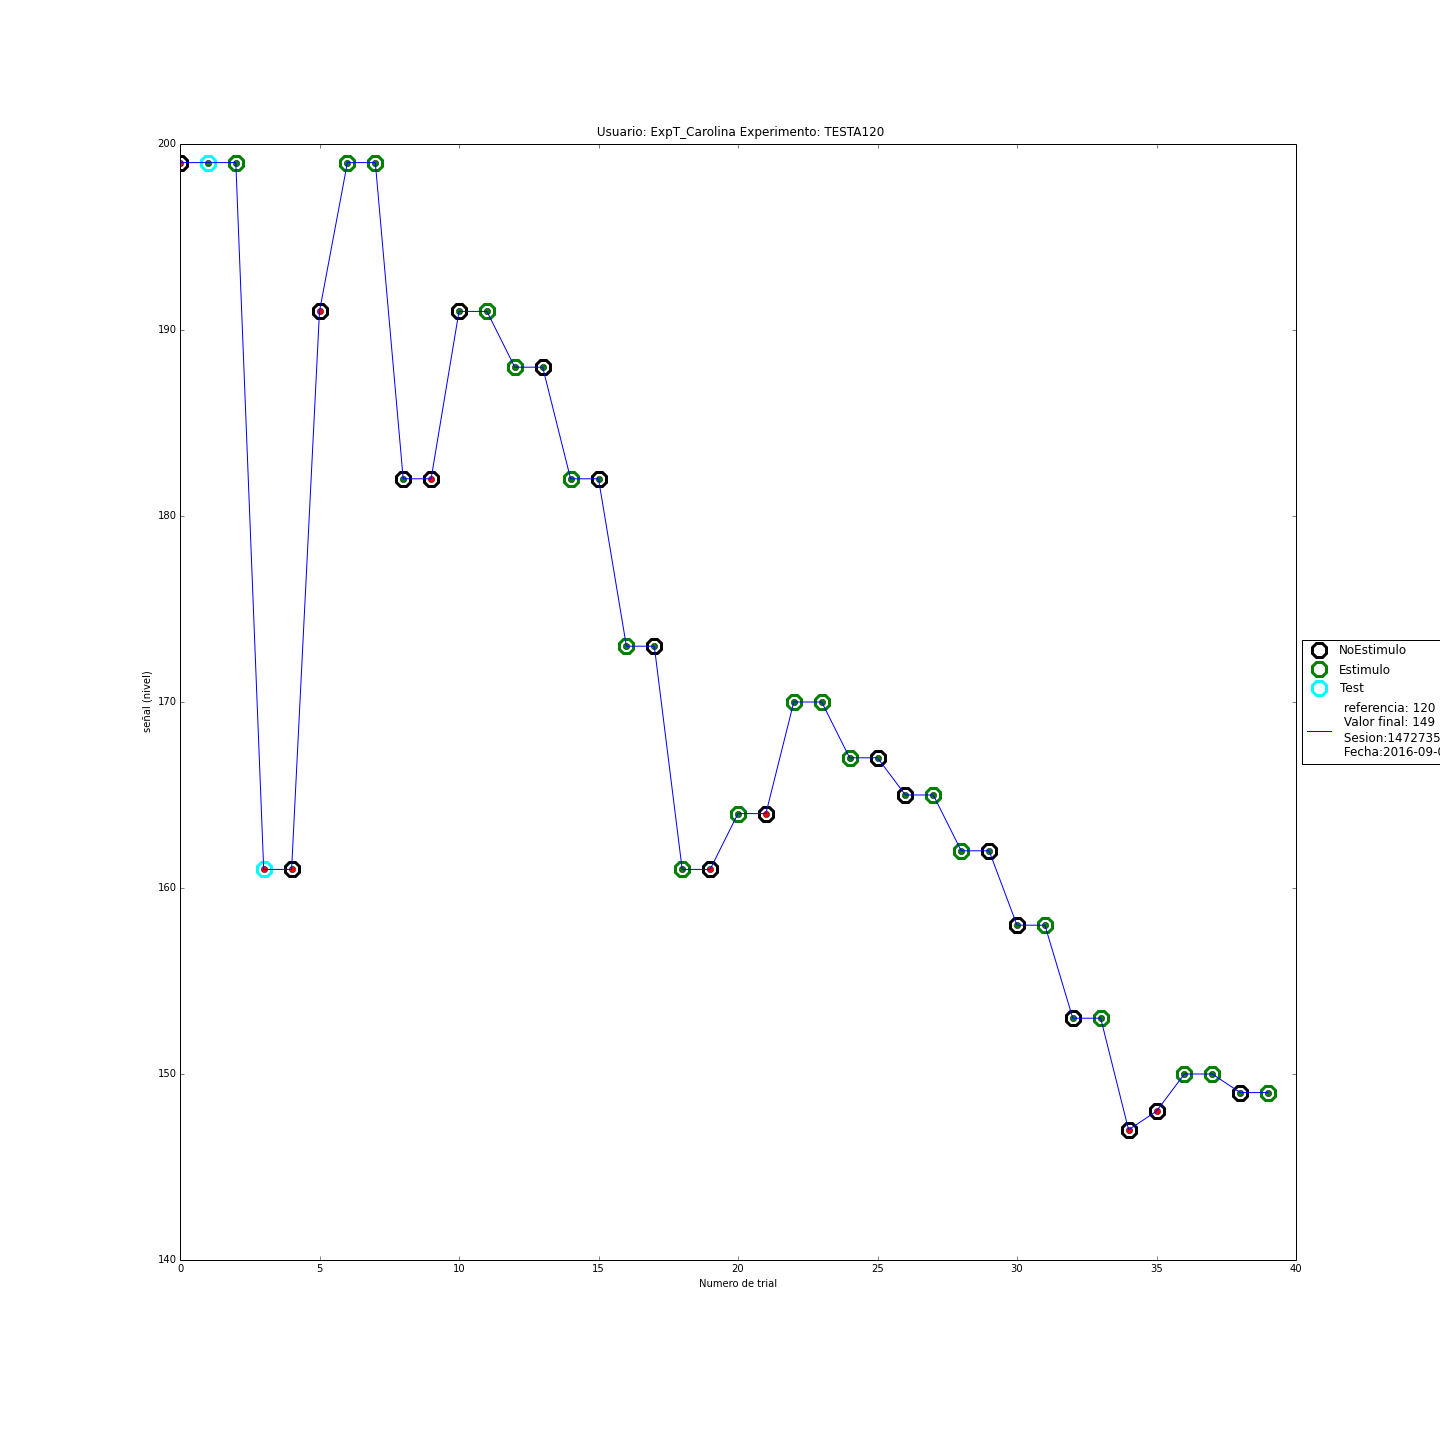 Usuario: ExpT_Carolina Experimento: TESTA120
200
190
180
170
160
150
140
señal (nivel)
0 5 10 15 20 25 30 35 40
Numero de trial
NoEstimulo
Estimulo
Test
referencia: 120
Valor final: 149
Sesion:1472735
Fecha:2016-09-0